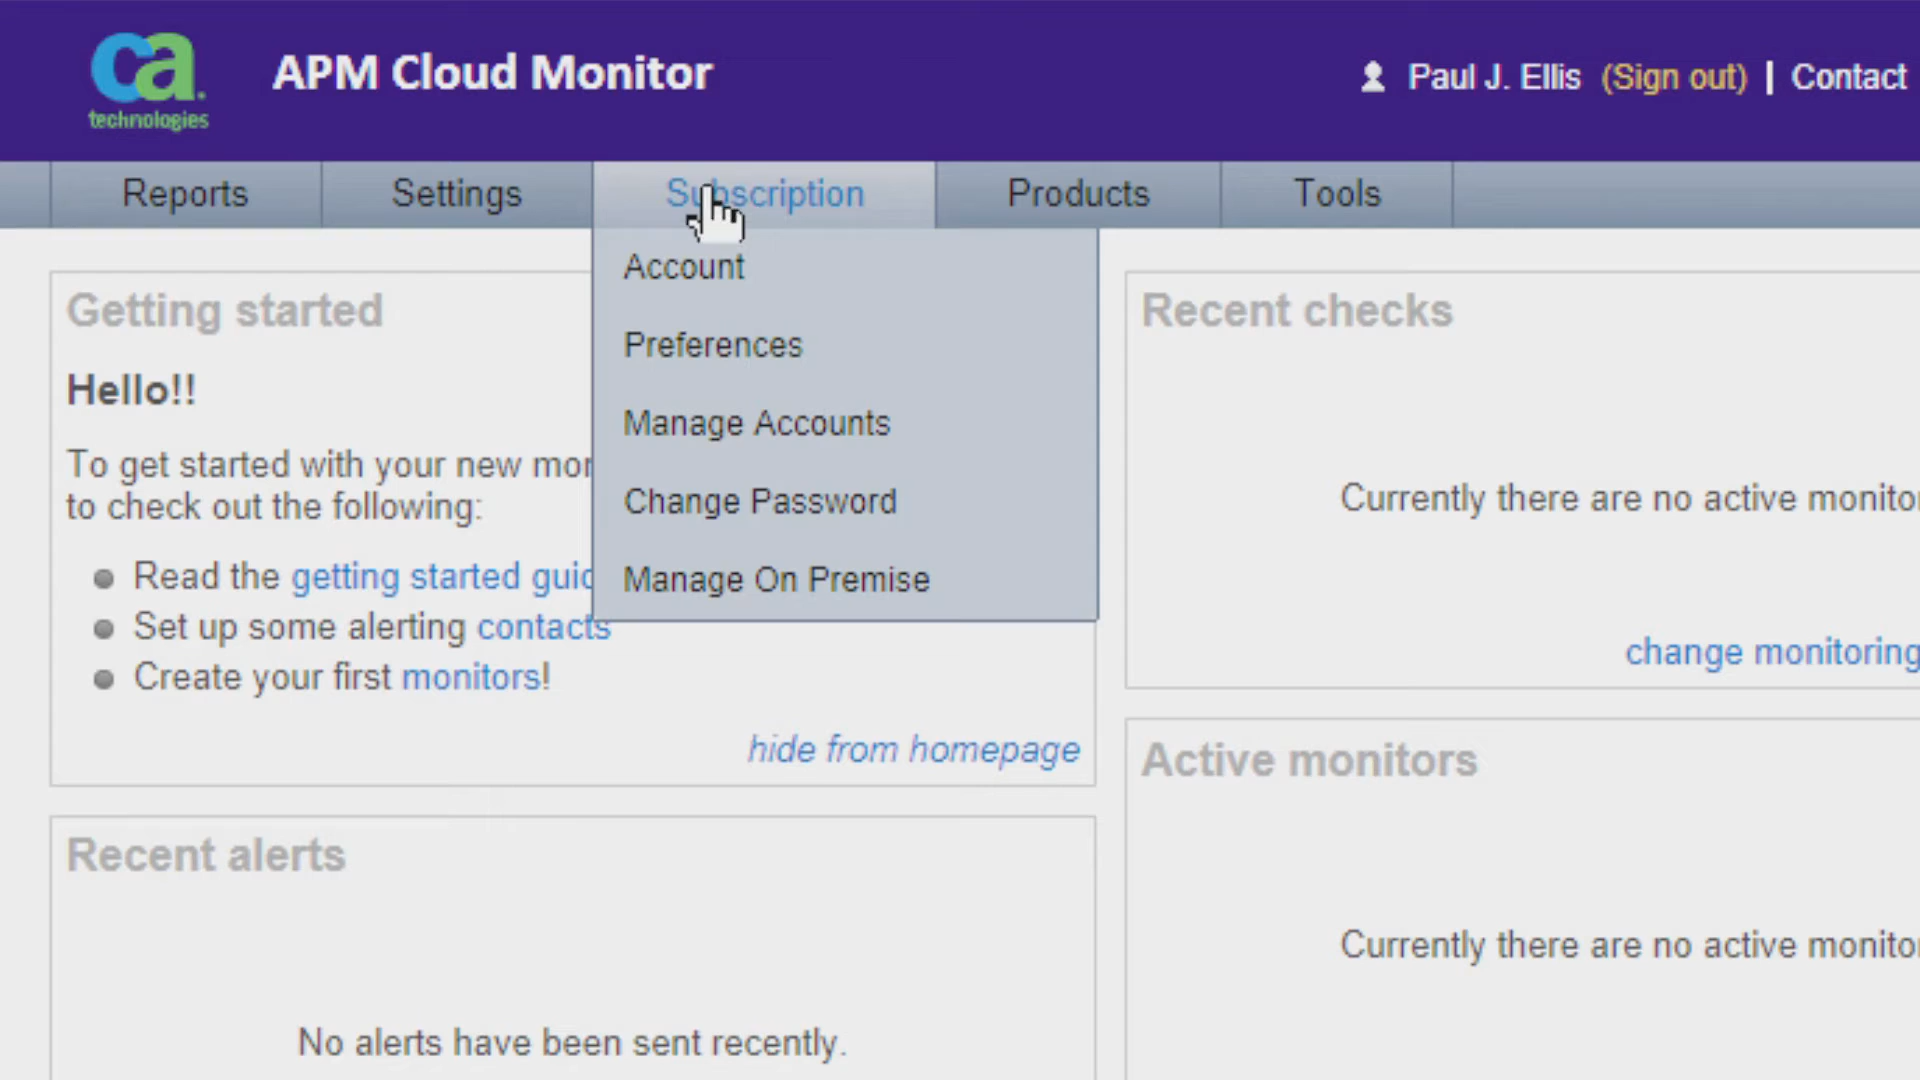 ca
technologies
APM Cloud Monitor
Paul J. Ellis (Sign out) | Contact
Reports Settings Subscription Products Tools
Account
Preferences
Manage Accounts
Change Password
Manage On Premise
Getting started
Hello!!
To get started with your new
to check out the following:
Read the getting started
Set up some alerting contacts
Create your first monitors!
hide from homepage
Recent alerts
No alerts have been sent recently.
Recent checks
Currently there are no active
change monitoring
Active monitors
Currently there are no active